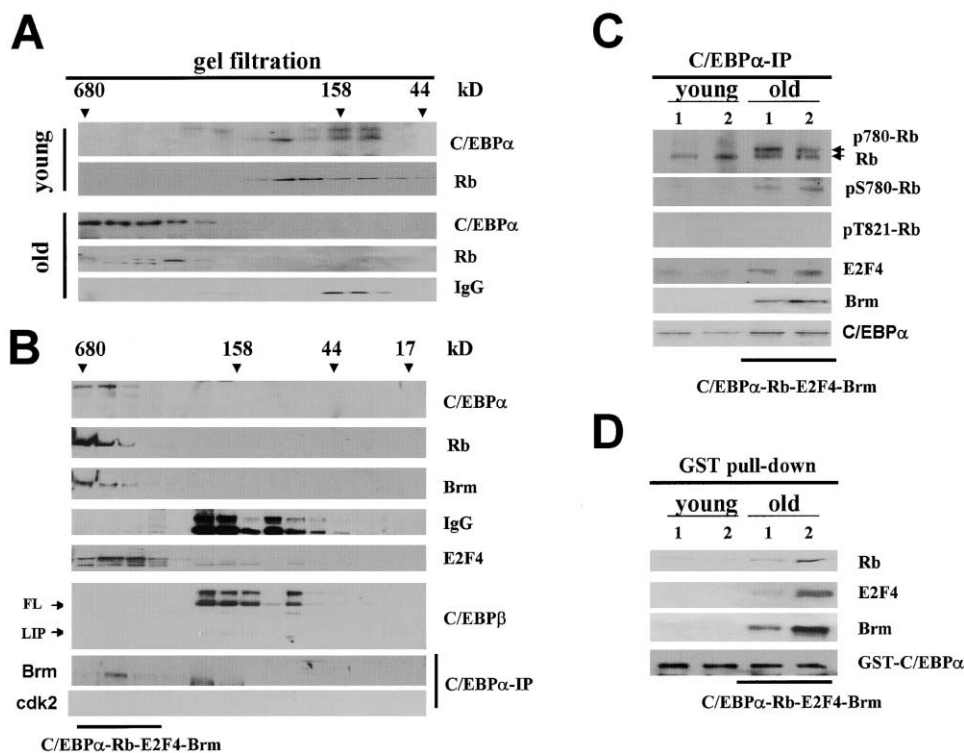 A
gel filtration
680 158 44 kD
young
C/EBPα
Rb
old
C/EBPα
Rb
IgG
B
680 158 44 17 kD
C/EBPα
Rb
Brm
IgG
E2F4
FL
C/EBPβ
LIP
Brm
C/EBPα-IP
cdk2
C/EBPα-Rb-E2F4-Brm
C
C/EBPα-IP
young old
1 2 1 2
p780-Rb
Rb
pS780-Rb
pT821-Rb
E2F4
Brm
C/EBPα
C/EBPα-Rb-E2F4-Brm
D
GST pull-down
young old
1 2 1 2
Rb
E2F4
Brm
GST-C/EBPα
C/EBPα-Rb-E2F4-Brm